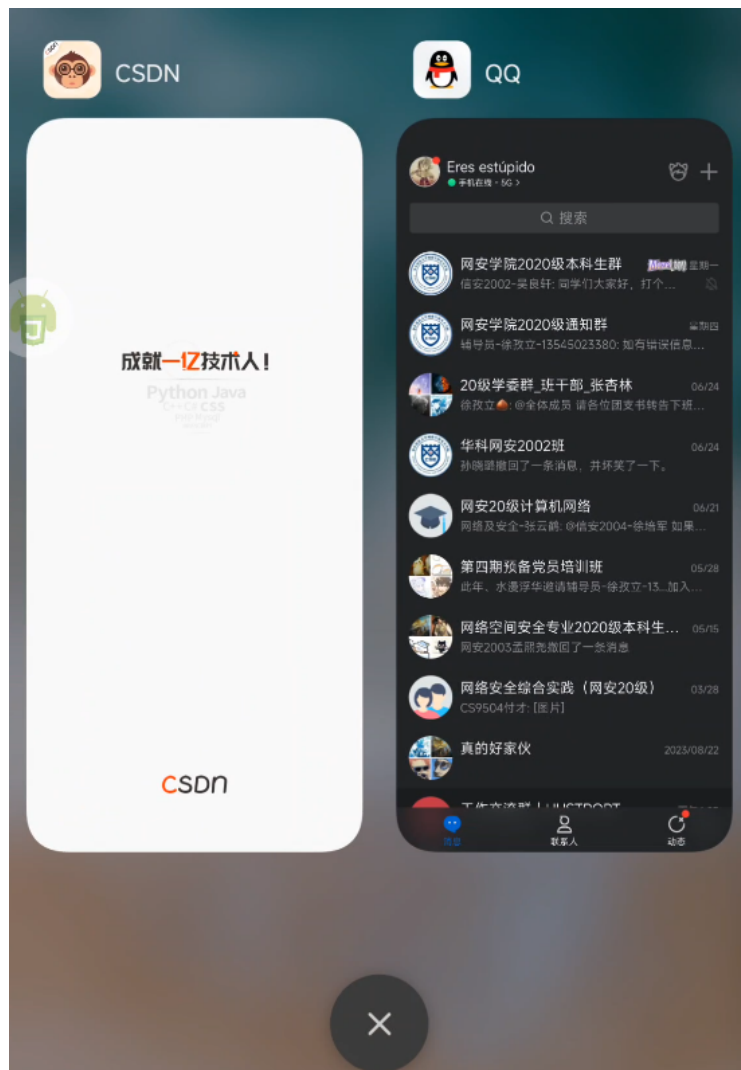 CSDN
QQ
成就一亿技术人!
Python Java
C++C# CSS
CSDN
Eres estúpido
手机在线 - 5G >
搜索
网安学院2020级本科生群
星期一
信安2002-吴良轩: 同学们大家好，打个...
网安学院2020级通知群
星期四
辅导员-徐孜立-13545023380: 如有错误信息...
20级学委群_班干部_张杏林
06/24
徐孜立🌰: @全体成员 请各位团支书转告下班...
华科网安2002班
06/24
孙晓璐撤回了一条消息，并坏笑了一下。
网安20级计算机网络
06/21
网络及安全-张云鹤: @信安2004-徐培军 如果...
第四期预备党员培训班
05/28
此年、水漫浮华邀请辅导员-徐孜立-13...加入...
网络空间安全专业2020级本科生...
05/15
网安2003孟熙尧撤回了一条消息
网络安全综合实践（网安20级）
03/28
CS9504付才: [图片]
真的好家伙
2023/08/22
消息
联系人
动态